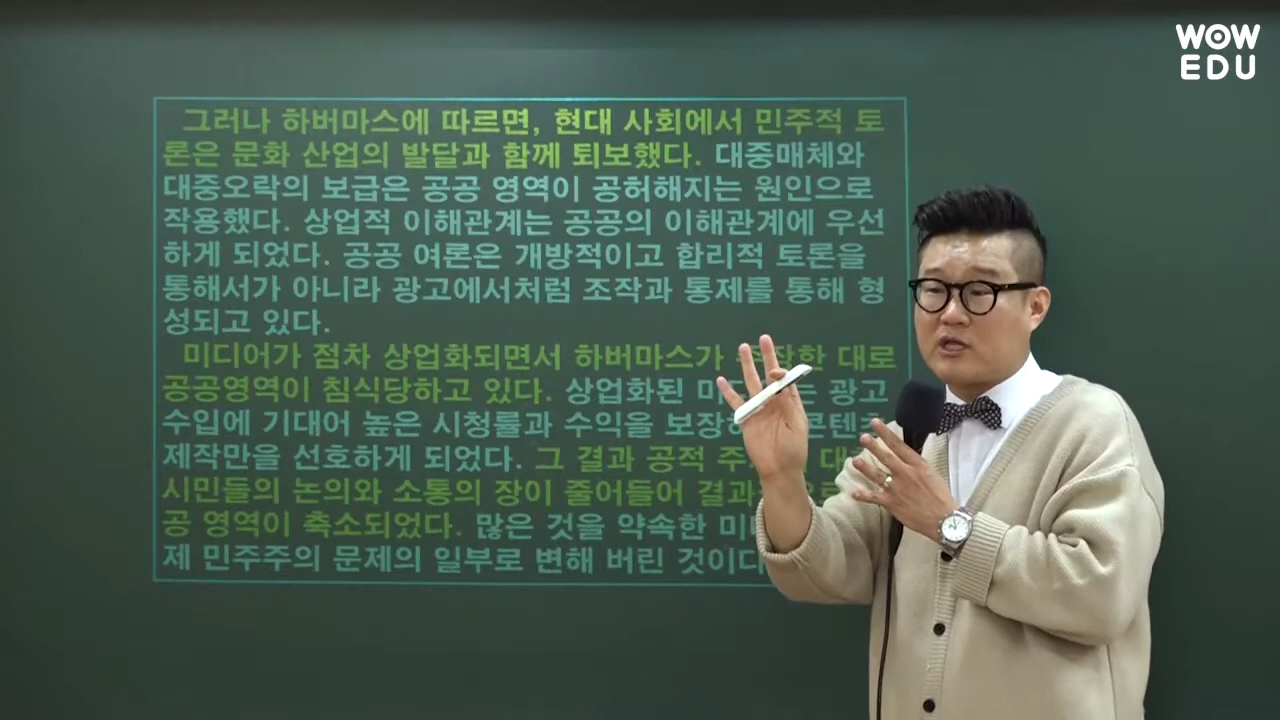 WOW
EDU
그러나 하버마스에 따르면, 현대 사회에서 민주적 토
론은 문화 산업의 발달과 함께 퇴보했다. 대중매체와
대중오락의 보급은 공공 영역이 공허해지는 원인으로
작용했다. 상업적 이해관계는 공공의 이해관계에 우선
하게 되었다. 공공 여론은 개방적이고 합리적 토론을
통해서가 아니라 광고에서처럼 조작과 통제를 통해 형
성되고 있다.
미디어가 점차 상업화되면서 하버마스가 대로
공공영역이 침식당하고 있다. 상업화된 광고
수입에 기대어 높은 시청률과 수익을
제작만을 선호하게 되었다. 그 결과 공적
시민들의 논의와 소통의 장이 줄어들어
공 영역이 축소되었다. 많은 것을 약속한
제 민주주의 문제의 일부로 변해 버린 것이다